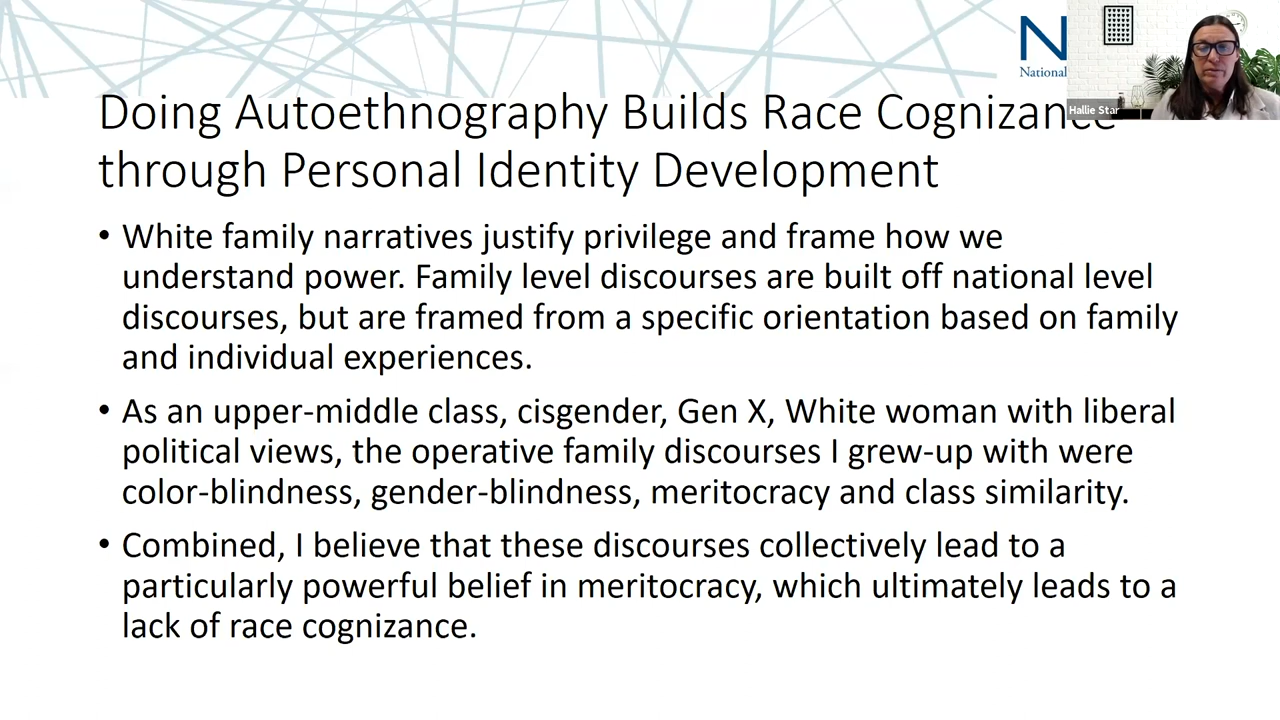 N
National
Hallie Star
Doing Autoethnography Builds Race Cognizance
through Personal Identity Development
• White family narratives justify privilege and frame how we
understand power. Family level discourses are built off national level
discourses, but are framed from a specific orientation based on family
and individual experiences.
• As an upper-middle class, cisgender, Gen X, White woman with liberal
political views, the operative family discourses I grew-up with were
color-blindness, gender-blindness, meritocracy and class similarity.
• Combined, I believe that these discourses collectively lead to a
particularly powerful belief in meritocracy, which ultimately leads to a
lack of race cognizance.